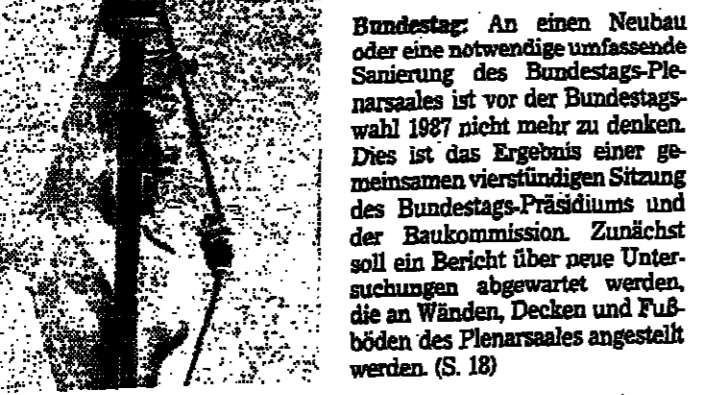 Bundestag: An einen Neubau
oder eine notwendige umfassende
Sanierung des Bundestags-Ple-
narsaales ist vor der Bundestags-
wahl 1987 nicht mehr zu denken.
Dies ist das Ergebnis einer ge-
meinsamen vierstündigen Sitzung
des Bundestags-Präsidiums und
der Baukommission. Zunächst
soll ein Bericht über neue Unter-
suchungen abgewartet werden,
die an Wänden, Decken und Fuß-
böden des Plenarsaales angestellt
werden. (S. 18)